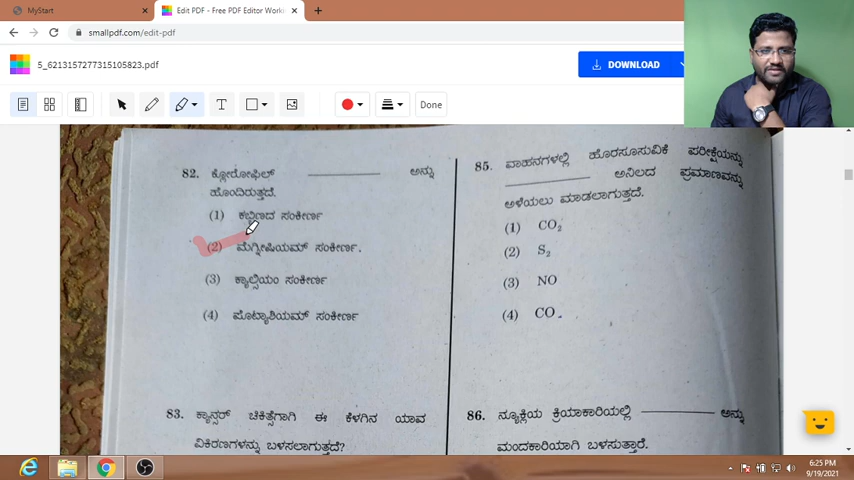 MyStart
Edit PDF - Free PDF Editor Work
smallpdf.com/edit-pdf
5_6213157277315105823.pdf
DOWNLOAD
T
Done
82. ಕ್ಲೋರೋಫಿಲ್ __________ ಅನ್ನು
ಹೊಂದಿರುತ್ತದೆ.
(1) ಕಬ್ಬಿಣದ ಸಂಕೀರ್ಣ
(2) ಮೆಗ್ನೀಷಿಯಮ್ ಸಂಕೀರ್ಣ.
(3) ಕ್ಯಾಲ್ಸಿಯಂ ಸಂಕೀರ್ಣ
(4) ಪೊಟ್ಯಾಶಿಯಮ್ ಸಂಕೀರ್ಣ
83. ಕ್ಯಾನ್ಸರ್ ಚಿಕಿತ್ಸೆಗಾಗಿ ಈ ಕೆಳಗಿನ ಯಾವ
ವಿಕಿರಣಗಳನ್ನು ಬಳಸಲಾಗುತ್ತದೆ?
85. ವಾಹನಗಳಲ್ಲಿ ಹೊರಸೂಸುವಿಕೆ ಪರೀಕ್ಷೆಯನ್ನು
__________ ಅನಿಲದ ಪ್ರಮಾಣವನ್ನು
ಅಳೆಯಲು ಮಾಡಲಾಗುತ್ತದೆ.
(1) CO₂
(2) S₂
(3) NO
(4) CO
86. ನ್ಯೂಕ್ಲಿಯ ಕ್ರಿಯಾಕಾರಿಯಲ್ಲಿ __________ ಅನ್ನು
ಮಂದಕಾರಿಯಾಗಿ ಬಳಸುತ್ತಾರೆ.
6:25 PM
9/19/2021